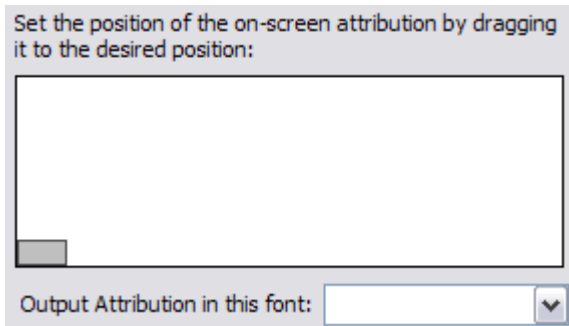 Set the position of the on-screen attribution by dragging
it to the desired position:
Output Attribution in this font: